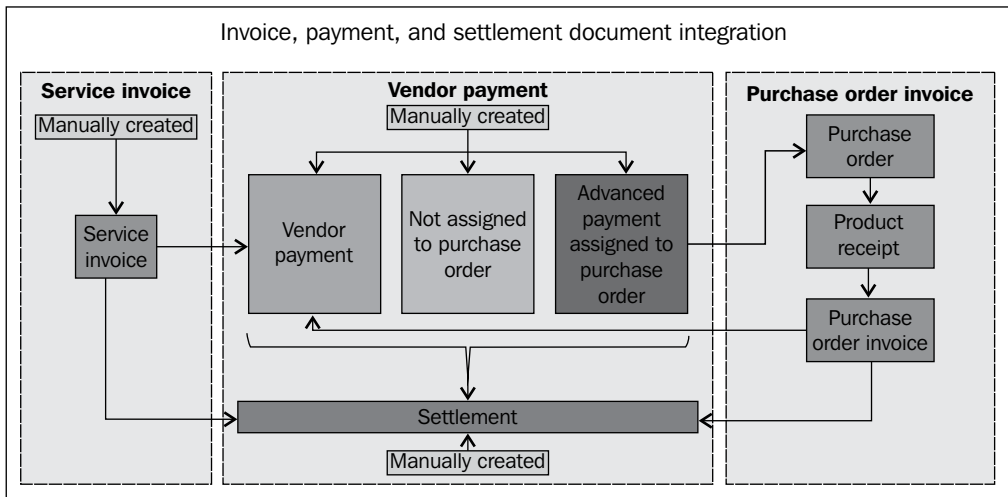 Invoice, payment, and settlement document integration
Service invoice
Manually created
Service
invoice
Vendor payment
Manually created
Vendor
payment
Not assigned
to purchase
order
Advanced
payment
assigned to
purchase
order
Purchase order invoice
Purchase
order
Product
receipt
Purchase
order invoice
Settlement
Manually created